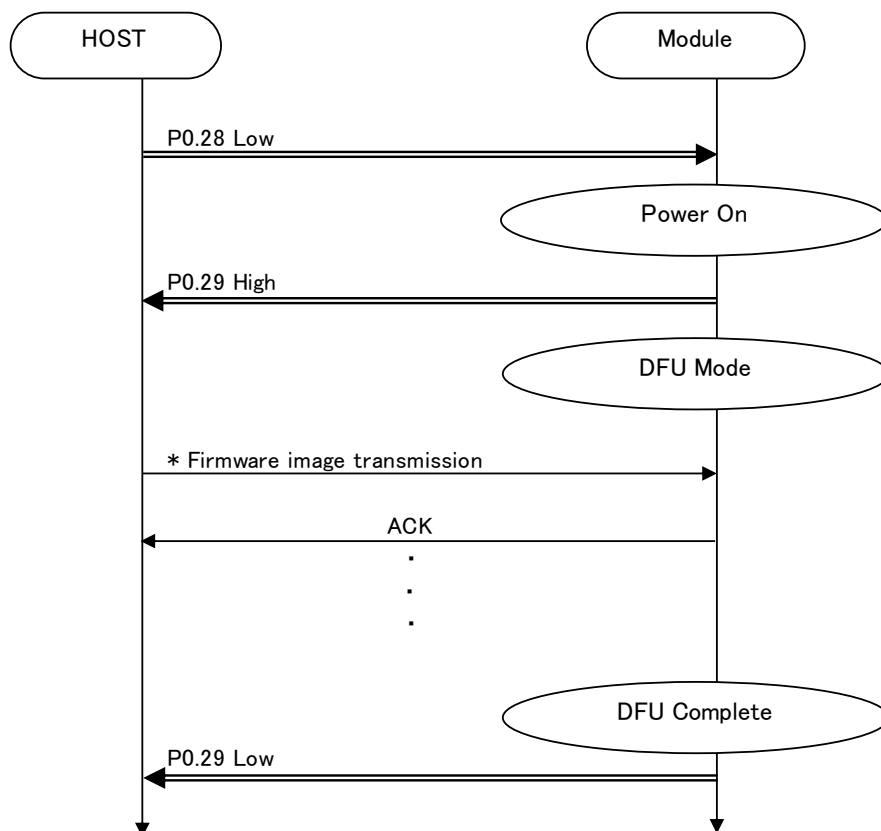 HOST
Module
P0.28 Low
Power On
P0.29 High
DFU Mode
* Firmware image transmission
ACK
DFU Complete
P0.29 Low